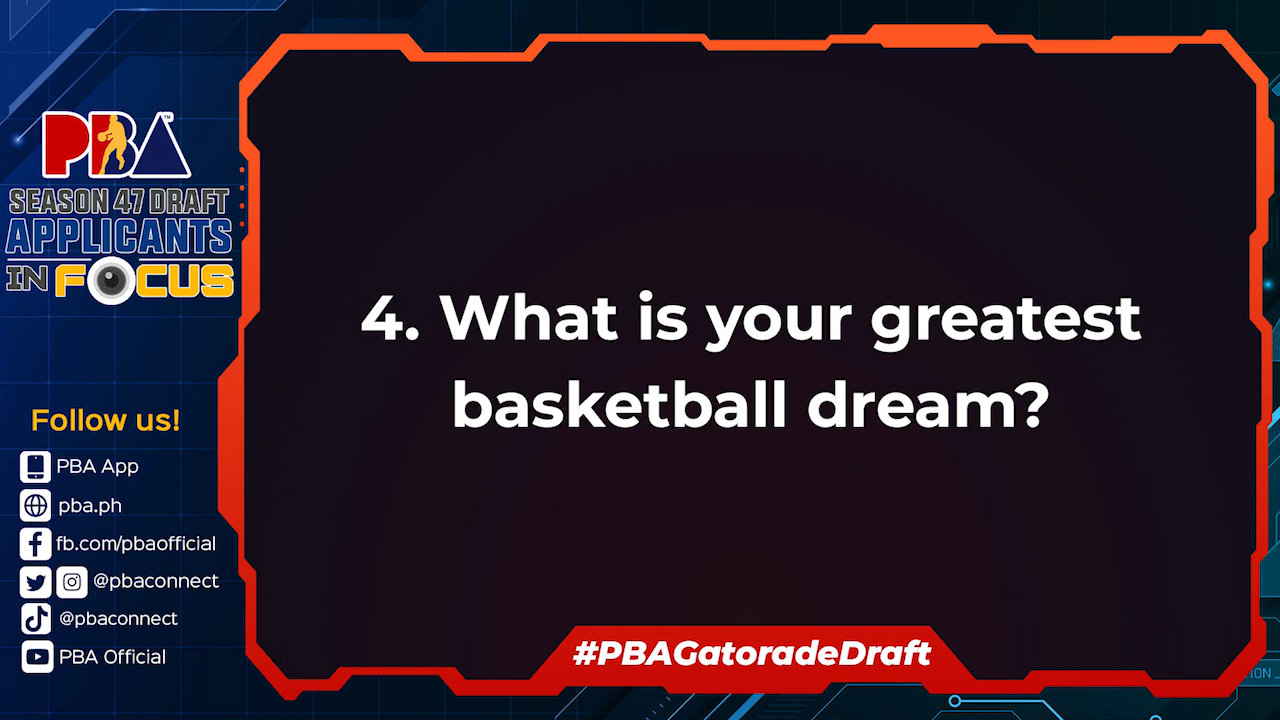 PBA
SEASON 47 DRAFT
APPLICANTS
IN FOCUS
Follow us!
PBA App
pba.ph
fb.com/pbaofficial
@pbaconnect
@pbaconnect
PBA Official
4. What is your greatest
basketball dream?
#PBAGatoradeDraft